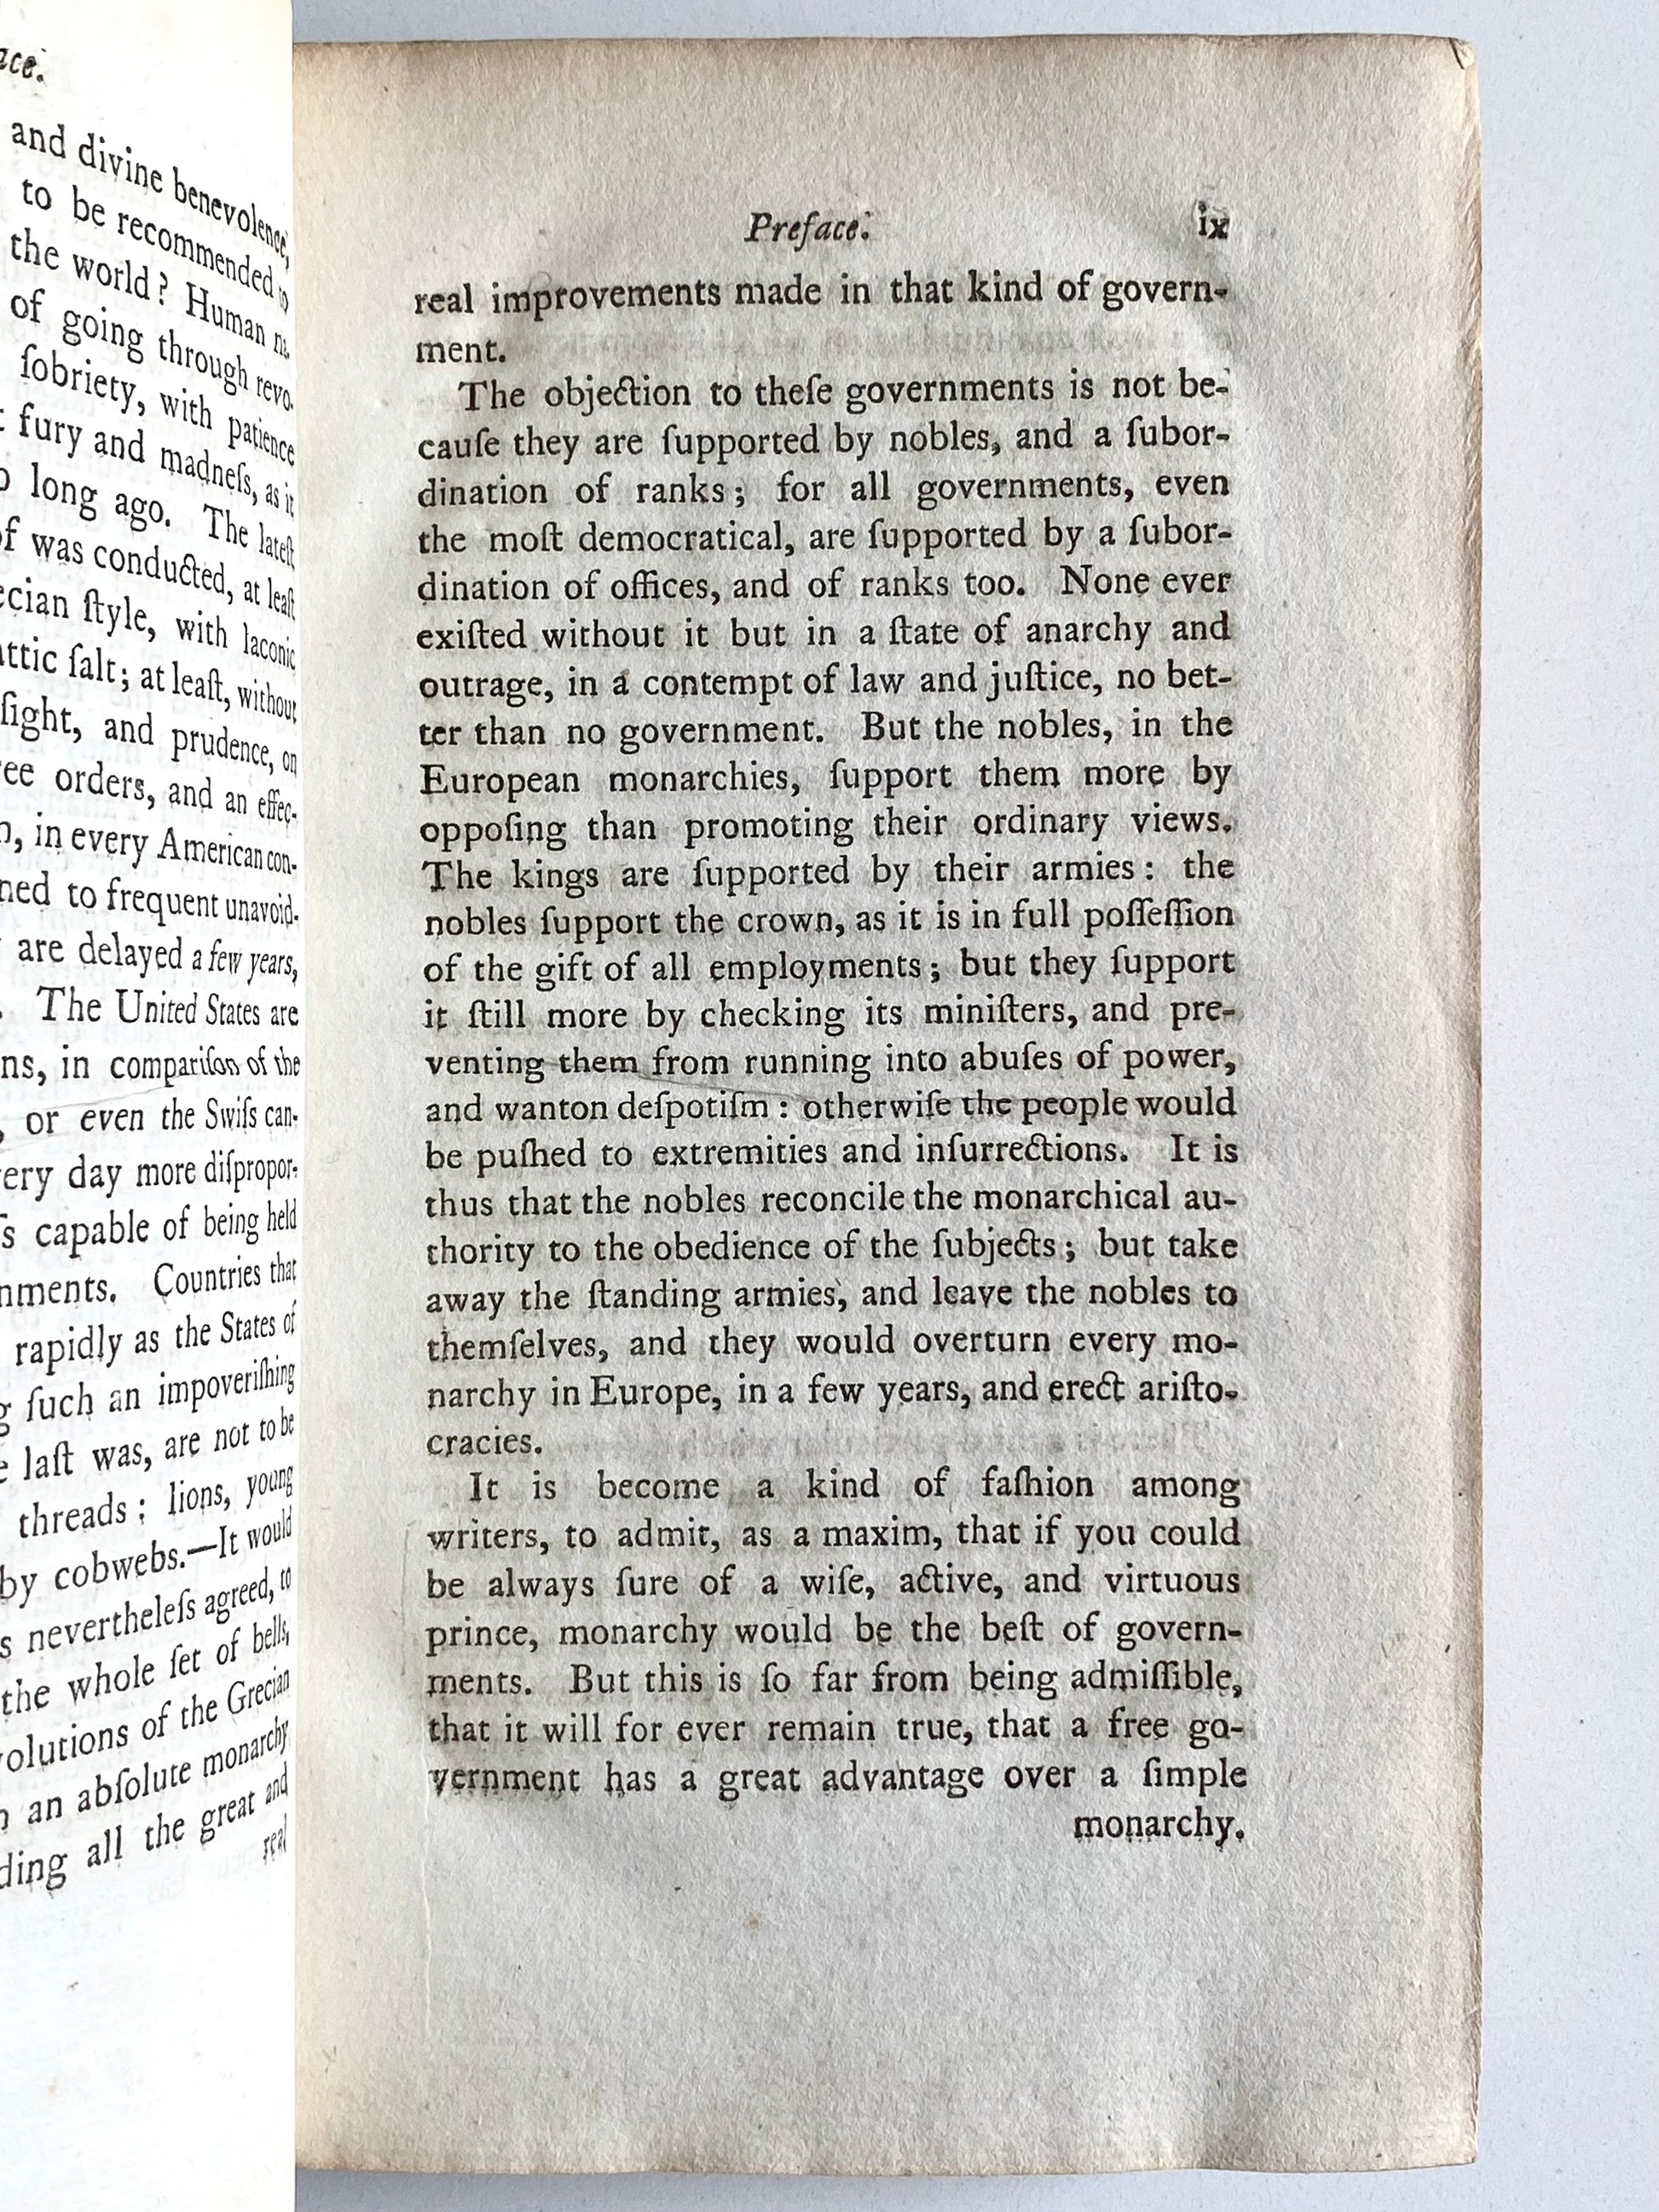 ace.
and divine benevolence,
to be recommended to
the world? Human na-
of going through revo-
ſobriety, with patience
fury and madneſs, as it
long ago. The lateſt
was conducted, at leaſt
ecian ſtyle, with laconic
attic ſalt; at leaſt, without
ſight, and prudence, on
ree orders, and an effec-
n, in every American con-
ned to frequent unavoid-
are delayed a few years,
. The United States are
ns, in compariſon of the
, or even the Swiſs can-
very day more diſpropor-
ſs capable of being held
nments. Countries that
rapidly as the States of
g ſuch an impoveriſhing
e laſt was, are not to be
threads; lions, young
by cobwebs.—It would
s nevertheleſs agreed, to
the whole ſet of bells,
volutions of the Grecian
n an abſolute monarchy
ding all the great and
real
Preface. ix
real improvements made in that kind of govern-
ment.
The objection to theſe governments is not be-
cauſe they are ſupported by nobles, and a ſubor-
dination of ranks; for all governments, even
the moſt democratical, are ſupported by a ſubor-
dination of offices, and of ranks too. None ever
exiſted without it but in a ſtate of anarchy and
outrage, in a contempt of law and juſtice, no bet-
ter than no government. But the nobles, in the
European monarchies, ſupport them more by
oppoſing than promoting their ordinary views.
The kings are ſupported by their armies: the
nobles ſupport the crown, as it is in full poſſeſſion
of the gift of all employments; but they ſupport
it ſtill more by checking its miniſters, and pre-
venting them from running into abuſes of power,
and wanton deſpotiſm: otherwiſe the people would
be puſhed to extremities and inſurrections. It is
thus that the nobles reconcile the monarchical au-
thority to the obedience of the ſubjects; but take
away the ſtanding armies, and leave the nobles to
themſelves, and they would overturn every mo-
narchy in Europe, in a few years, and erect ariſto-
cracies.
It is become a kind of faſhion among
writers, to admit, as a maxim, that if you could
be always ſure of a wiſe, active, and virtuous
prince, monarchy would be the beſt of govern-
ments. But this is ſo far from being admiſſible,
that it will for ever remain true, that a free go-
vernment has a great advantage over a ſimple
monarchy.